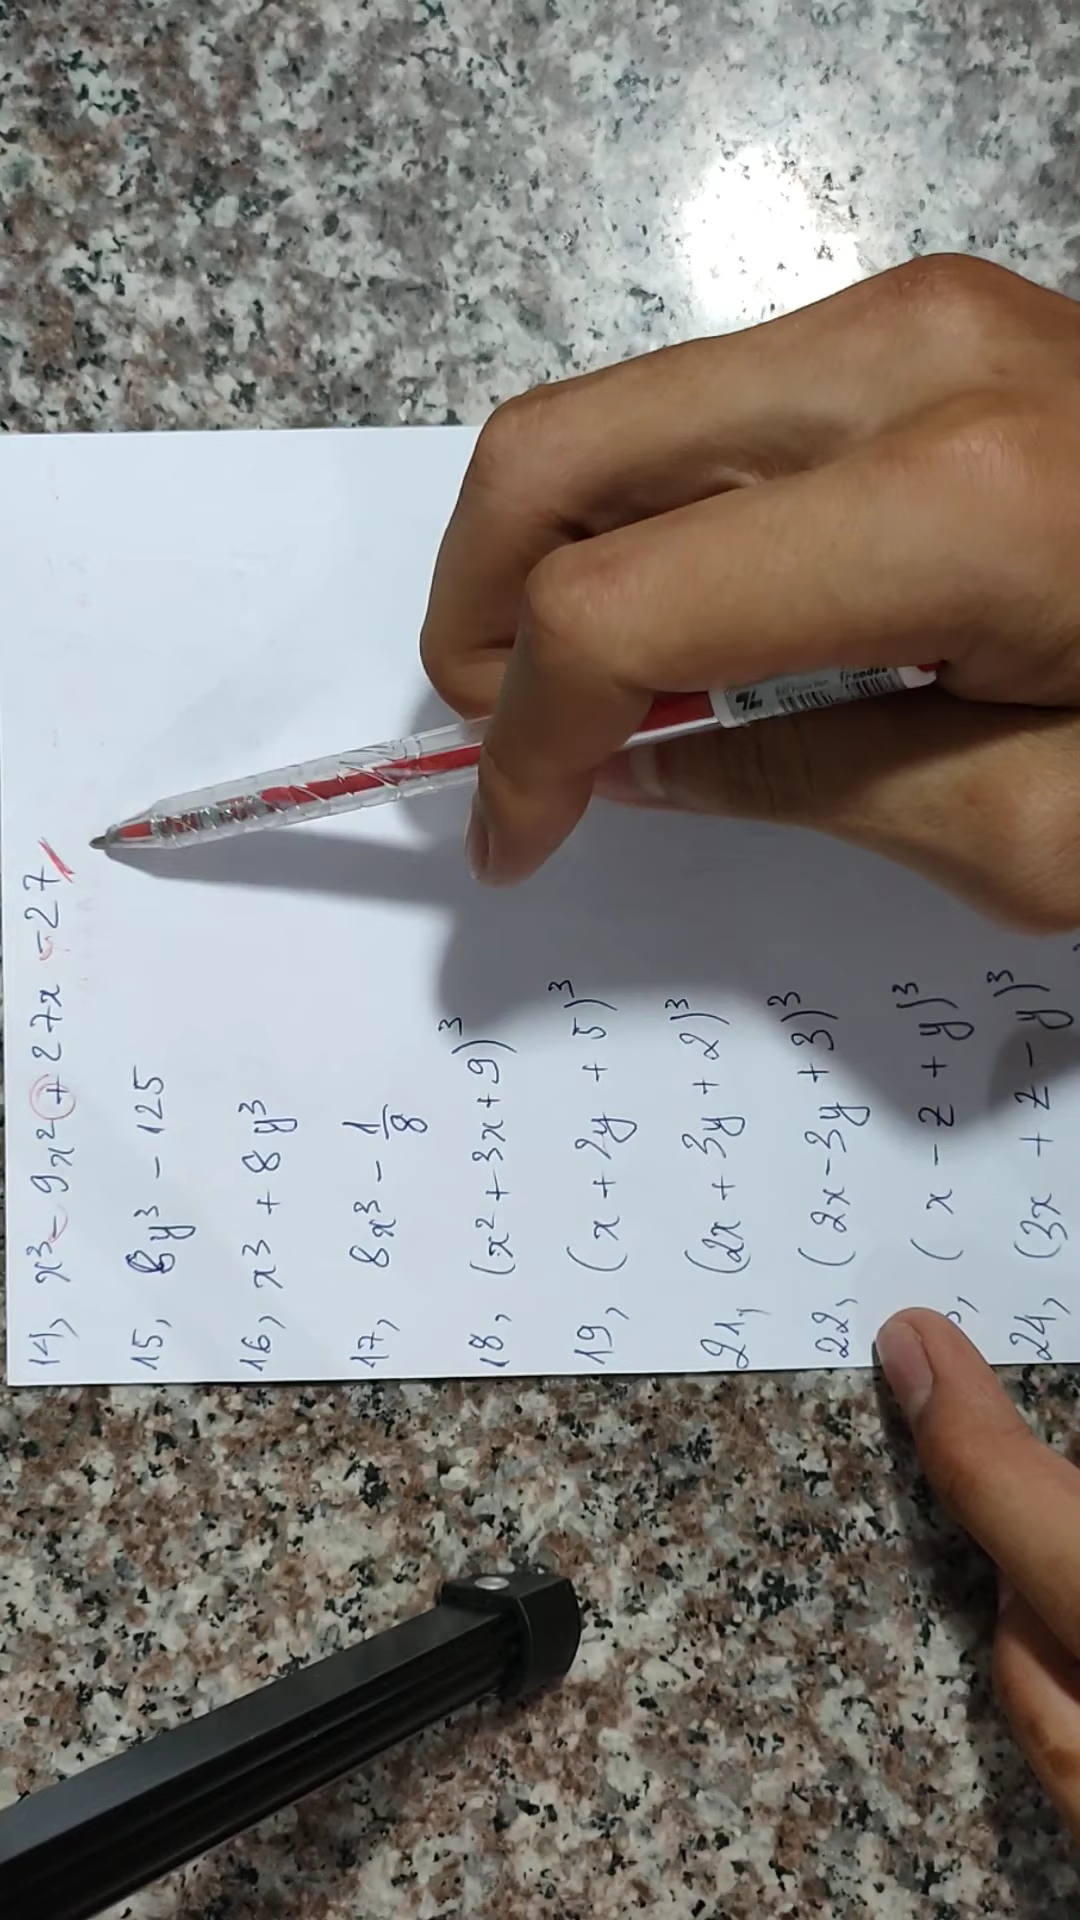 14, x³ - 9x² + 27x - 27
15, 8y³ - 125
16, x³ + 8y³
17, 8x³ - 1/8
18, (x² + 3x + 9)³
19, (x + 2y + 5)³
21, (2x + 3y + 2)³
22, (2x - 3y + 3)³
(x - z + y)³
24, (3x + z - y)³